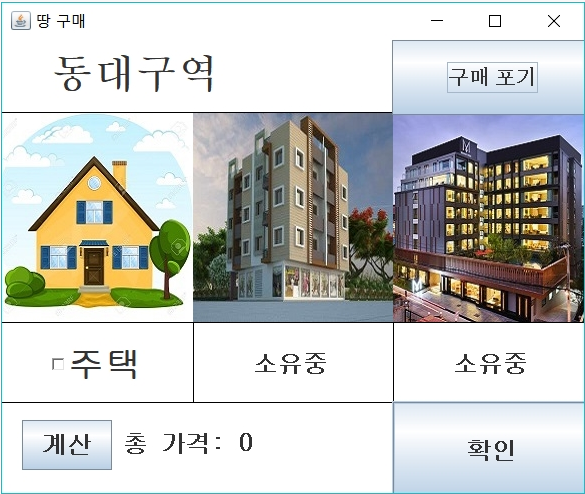 땅 구매
동대구역
구매 포기
주택
소유중
소유중
계산 총 가격: 0
확인